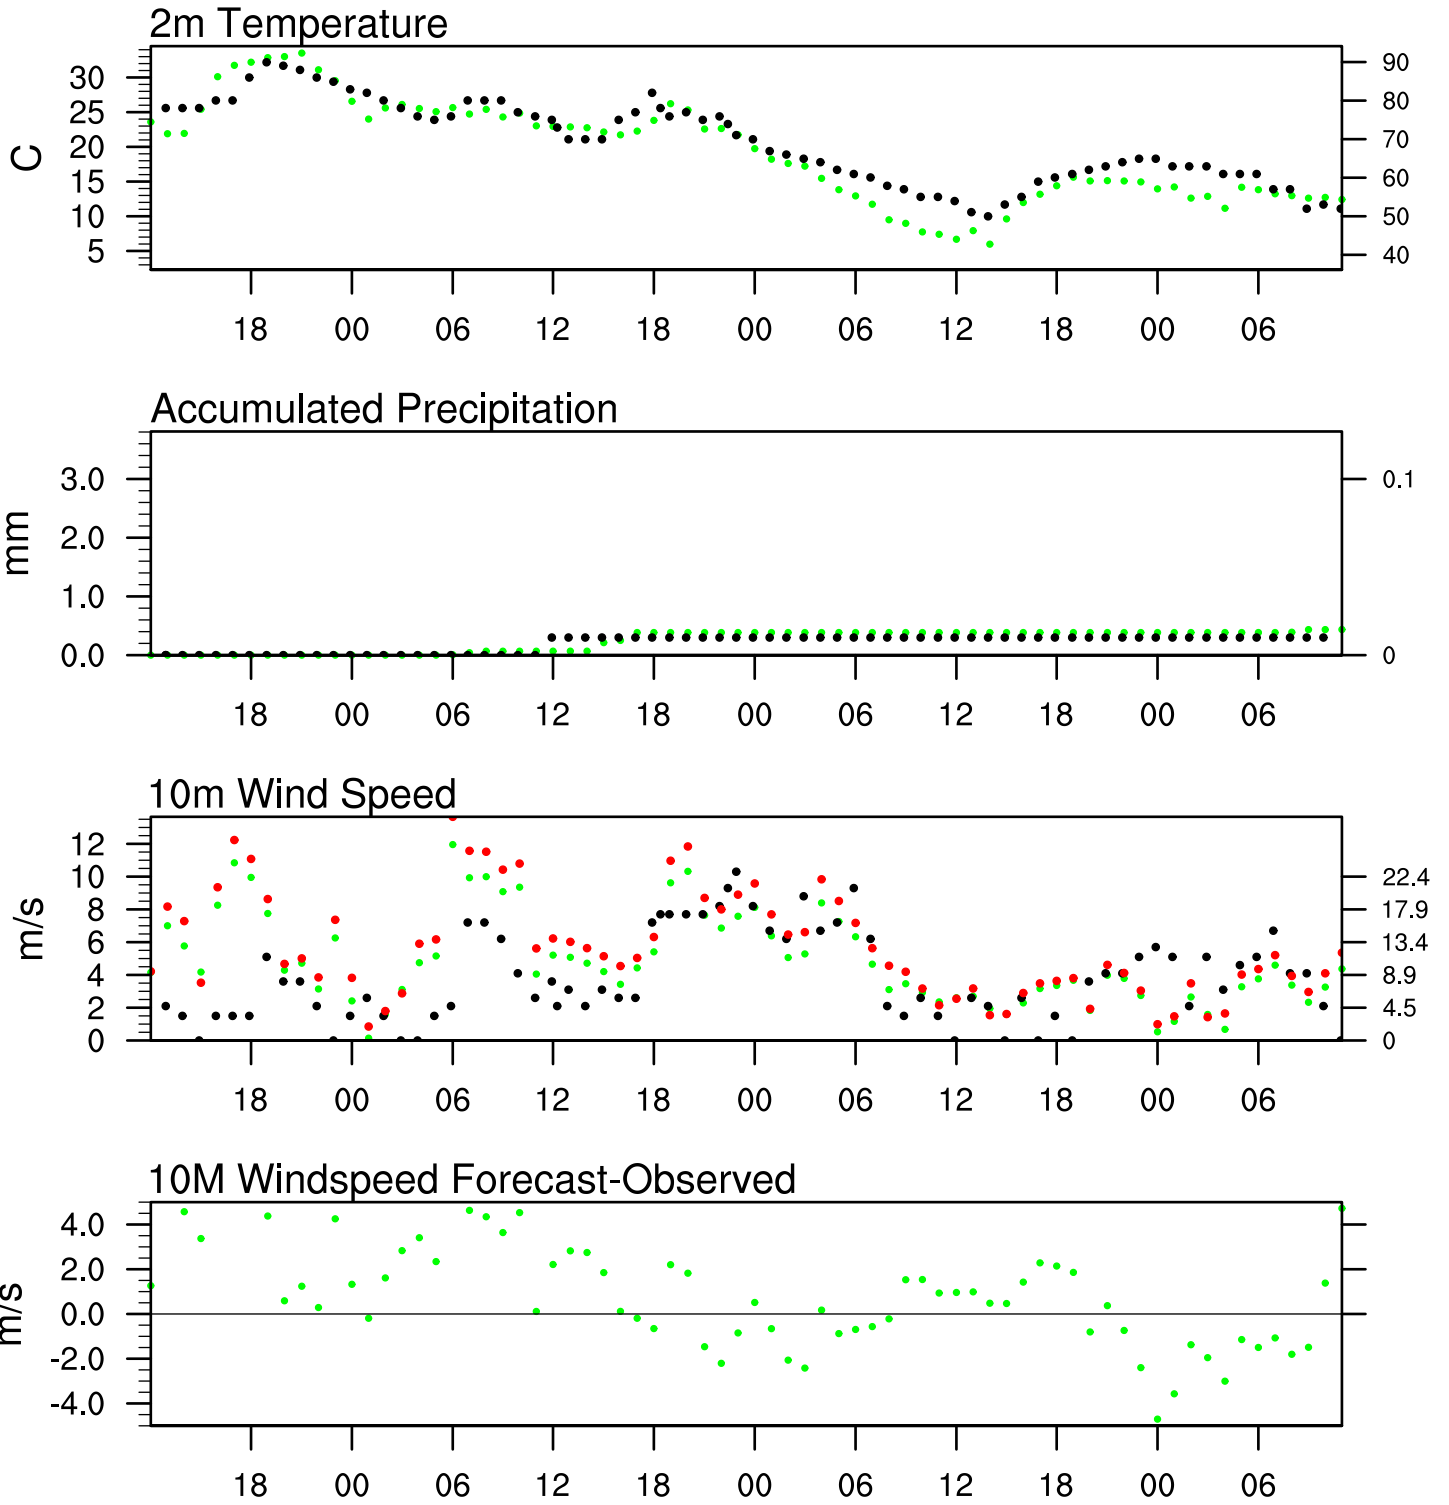 2m Temperature
30 90
25 80
20 70
15 60
10 50
5 40
C
18 00 06 12 18 00 06 12 18 00 06
Accumulated Precipitation
3.0 0.1
2.0
1.0
0.0 0
mm
18 00 06 12 18 00 06 12 18 00 06
10m Wind Speed
12
10 22.4
8 17.9
6 13.4
4 8.9
2 4.5
0 0
m/s
18 00 06 12 18 00 06 12 18 00 06
10M Windspeed Forecast-Observed
4.0
2.0
0.0
-2.0
-4.0
m/s
18 00 06 12 18 00 06 12 18 00 06